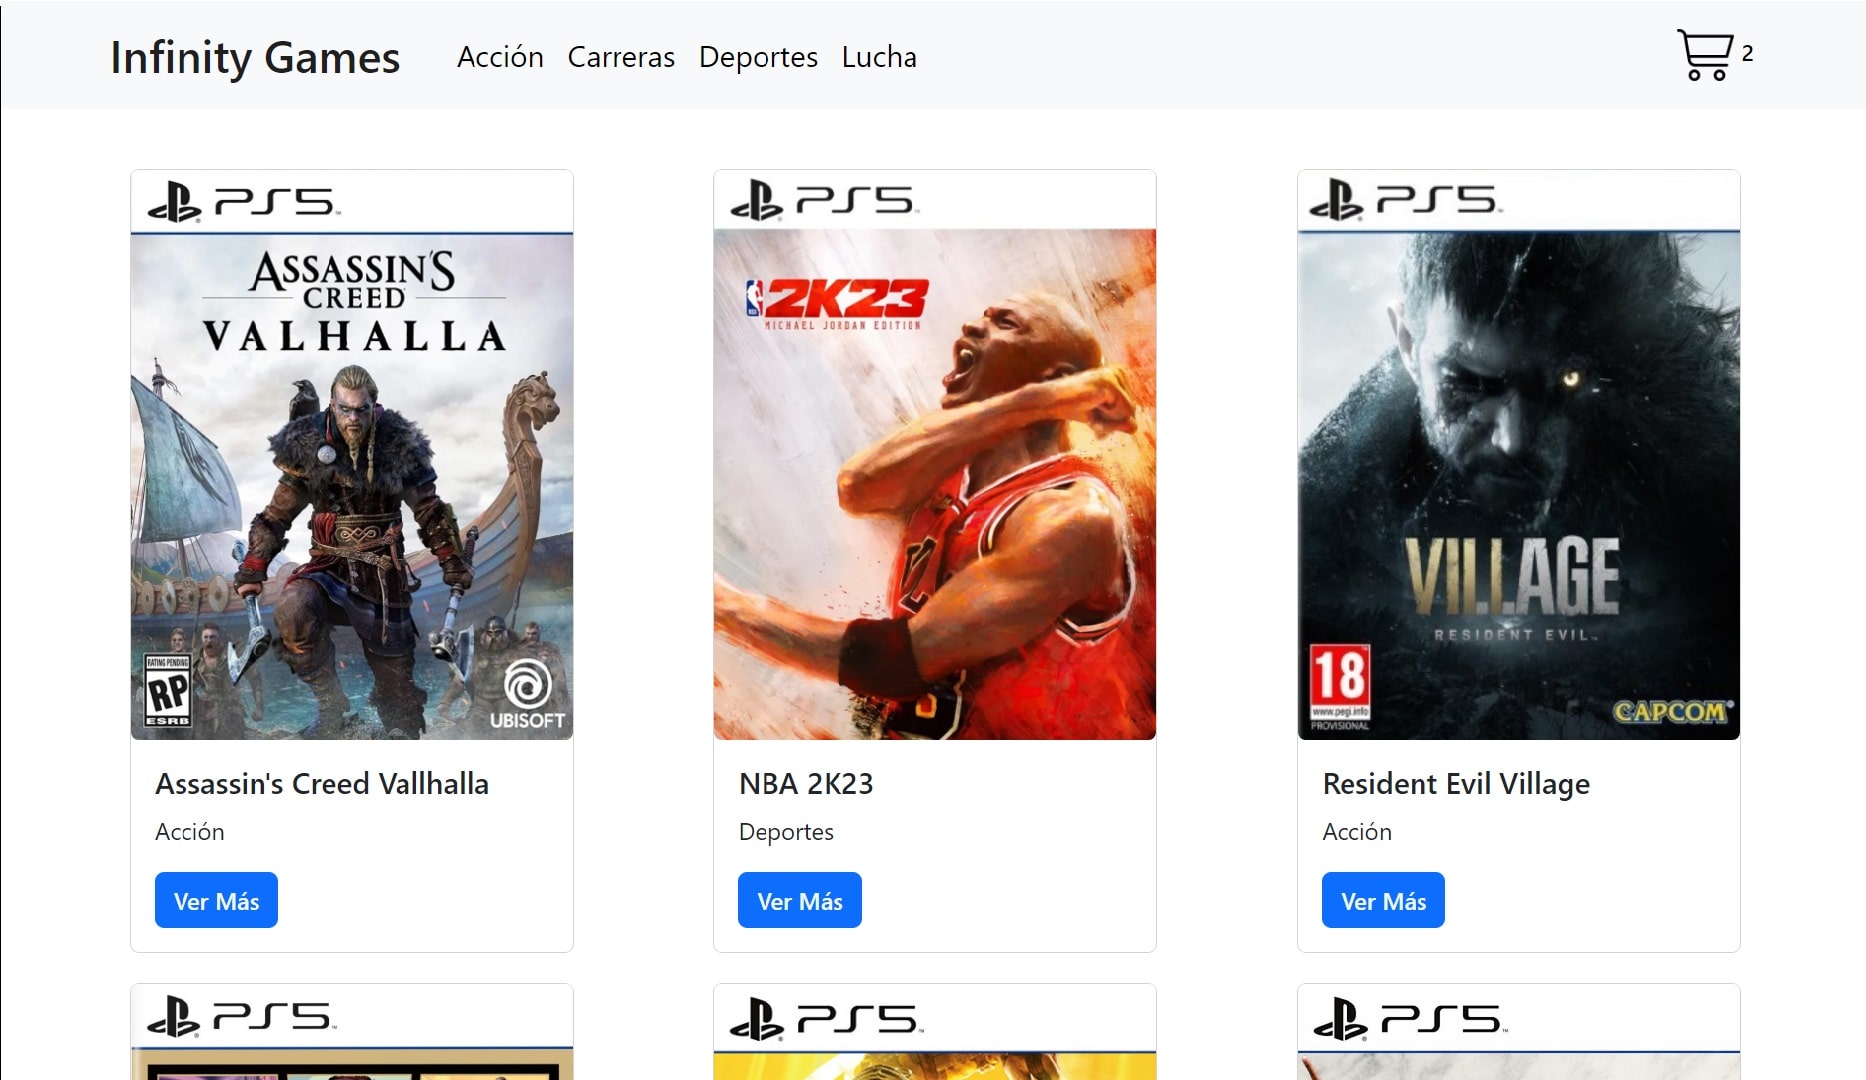 Infinity Games
Acción Carreras Deportes Lucha
2
PS5
ASSASSIN'S
CREED
VALHALLA
RATING PENDING
RP
ESRB
UBISOFT
Assassin's Creed Vallhalla
Acción
Ver Más
PS5
NBA
2K23
MICHAEL JORDAN EDITION
NBA 2K23
Deportes
Ver Más
PS5
VILLAGE
RESIDENT EVIL
18
www.pegi.info
PROVISIONAL
CAPCOM
Resident Evil Village
Acción
Ver Más
PS5
PS5
PS5